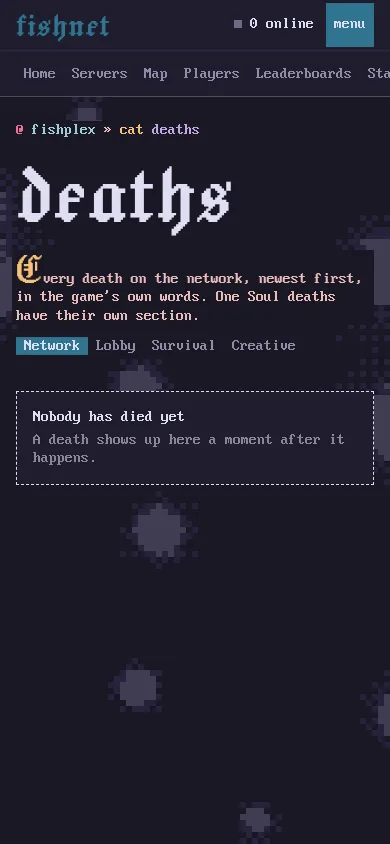 fishnet
0 online
menu
Home Servers Map Players Leaderboards Sta
@ fishplex » cat deaths
deaths
Every death on the network, newest first,
in the game's own words. One Soul deaths
have their own section.
Network Lobby Survival Creative
Nobody has died yet
A death shows up here a moment after it
happens.